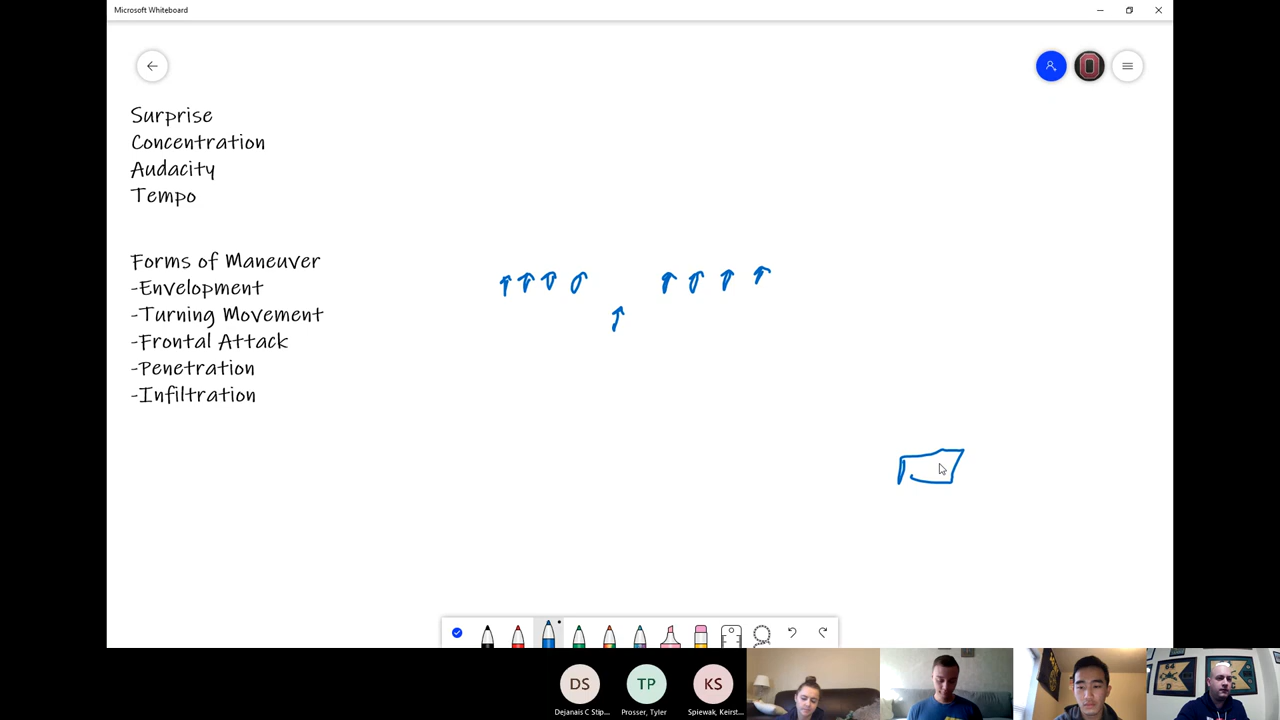 Microsoft Whiteboard
Surprise
Concentration
Audacity
Tempo
Forms of Maneuver
-Envelopment
-Turning Movement
-Frontal Attack
-Penetration
-Infiltration
DS
TP
KS
Dejanais C Stip...
Prosser, Tyler
Spiewak, Keirst...